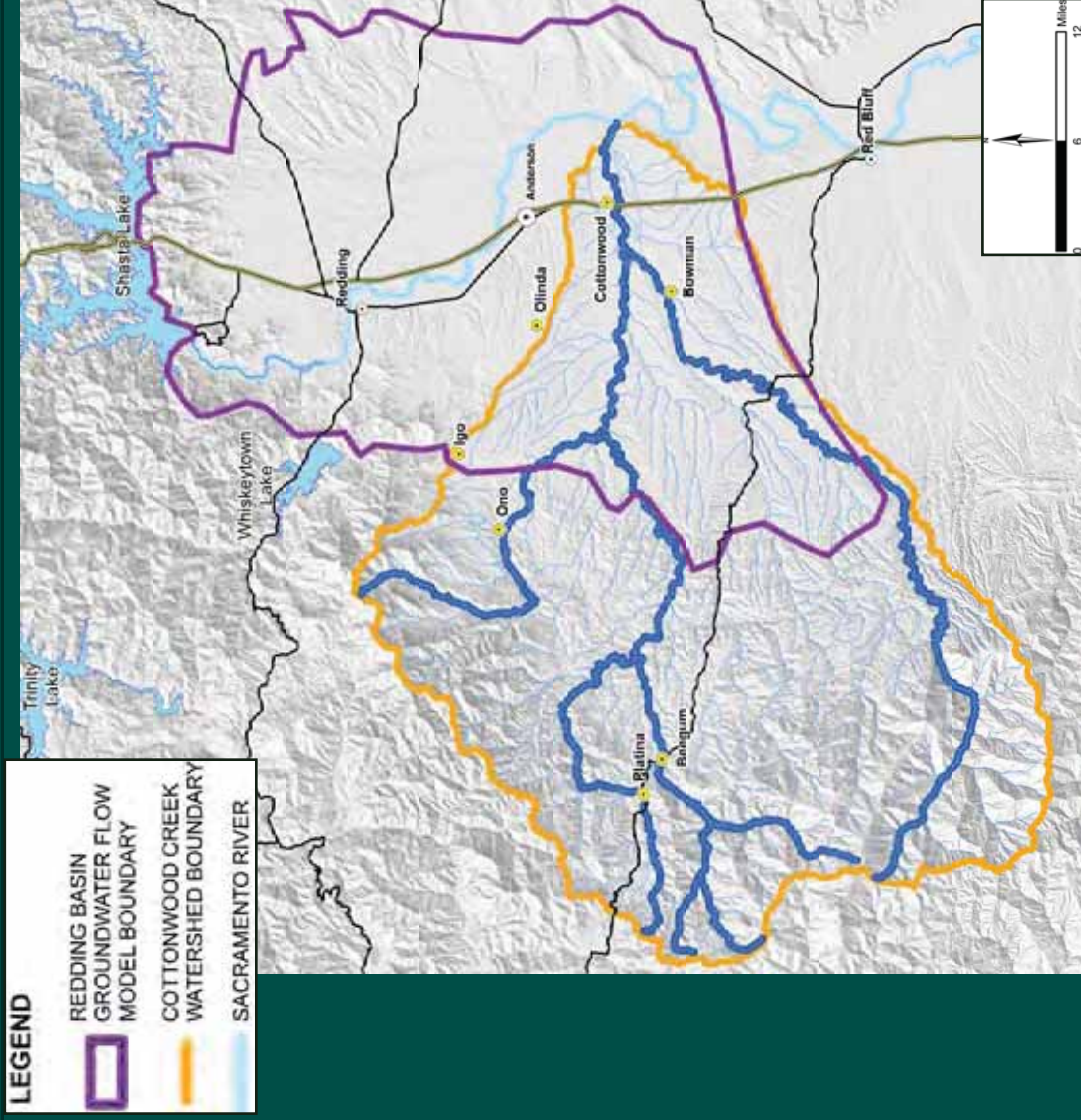 LEGEND
REDDING BASIN
GROUNDWATER FLOW
MODEL BOUNDARY
COTTONWOOD CREEK
WATERSHED BOUNDARY
SACRAMENTO RIVER
Trinity
Lake
Shasta Lake
Whiskeytown
Lake
Redding
Igo
Ono
Olinda
Anderson
Cottonwood
Bowman
Platina
Beegum
Red Bluff
N
0
6
12
Miles